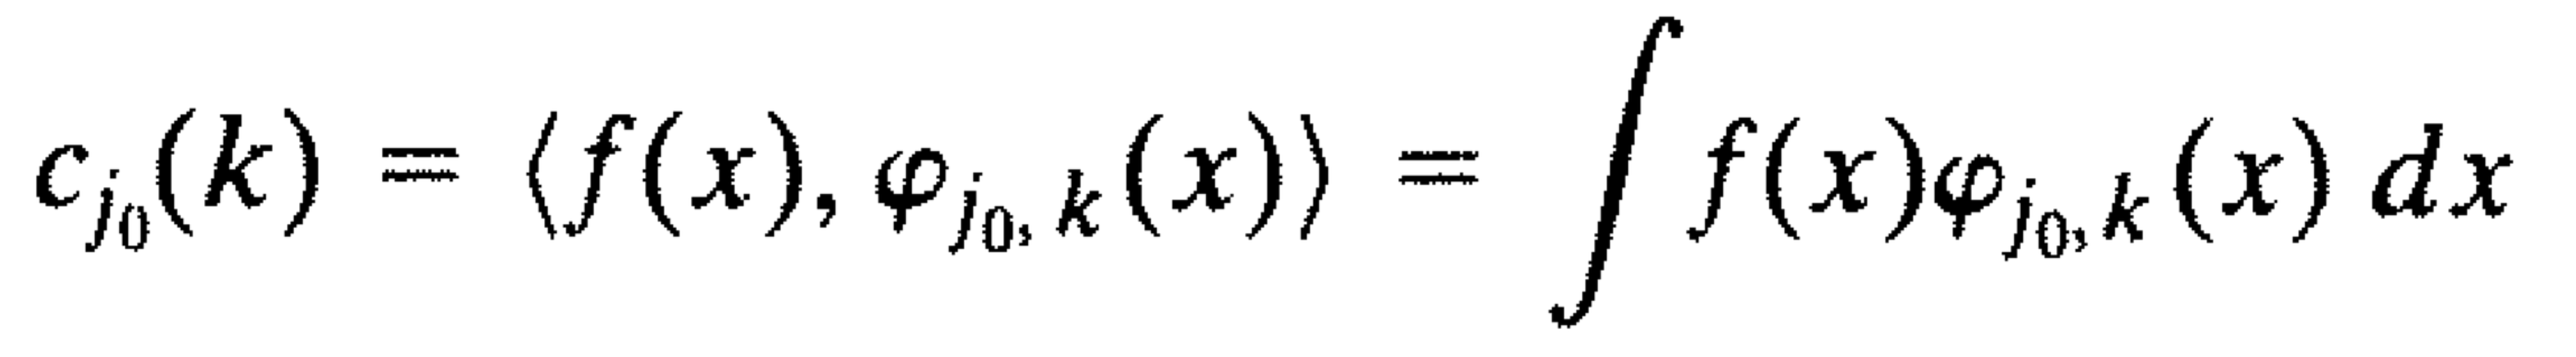 c_{j_0}(k) = ⟨f(x), φ_{j_0, k}(x)⟩ = ∫ f(x)φ_{j_0, k}(x) dx